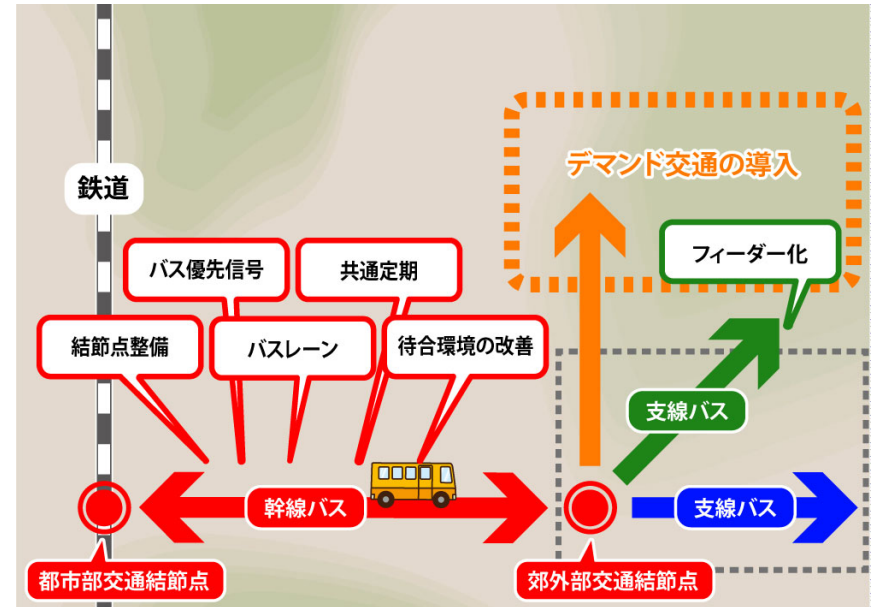 デマンド交通の導入
鉄道
フィーダー化
バス優先信号
共通定期
結節点整備
バスレーン
待合環境の改善
支線バス
幹線バス
支線バス
都市部交通結節点
郊外部交通結節点